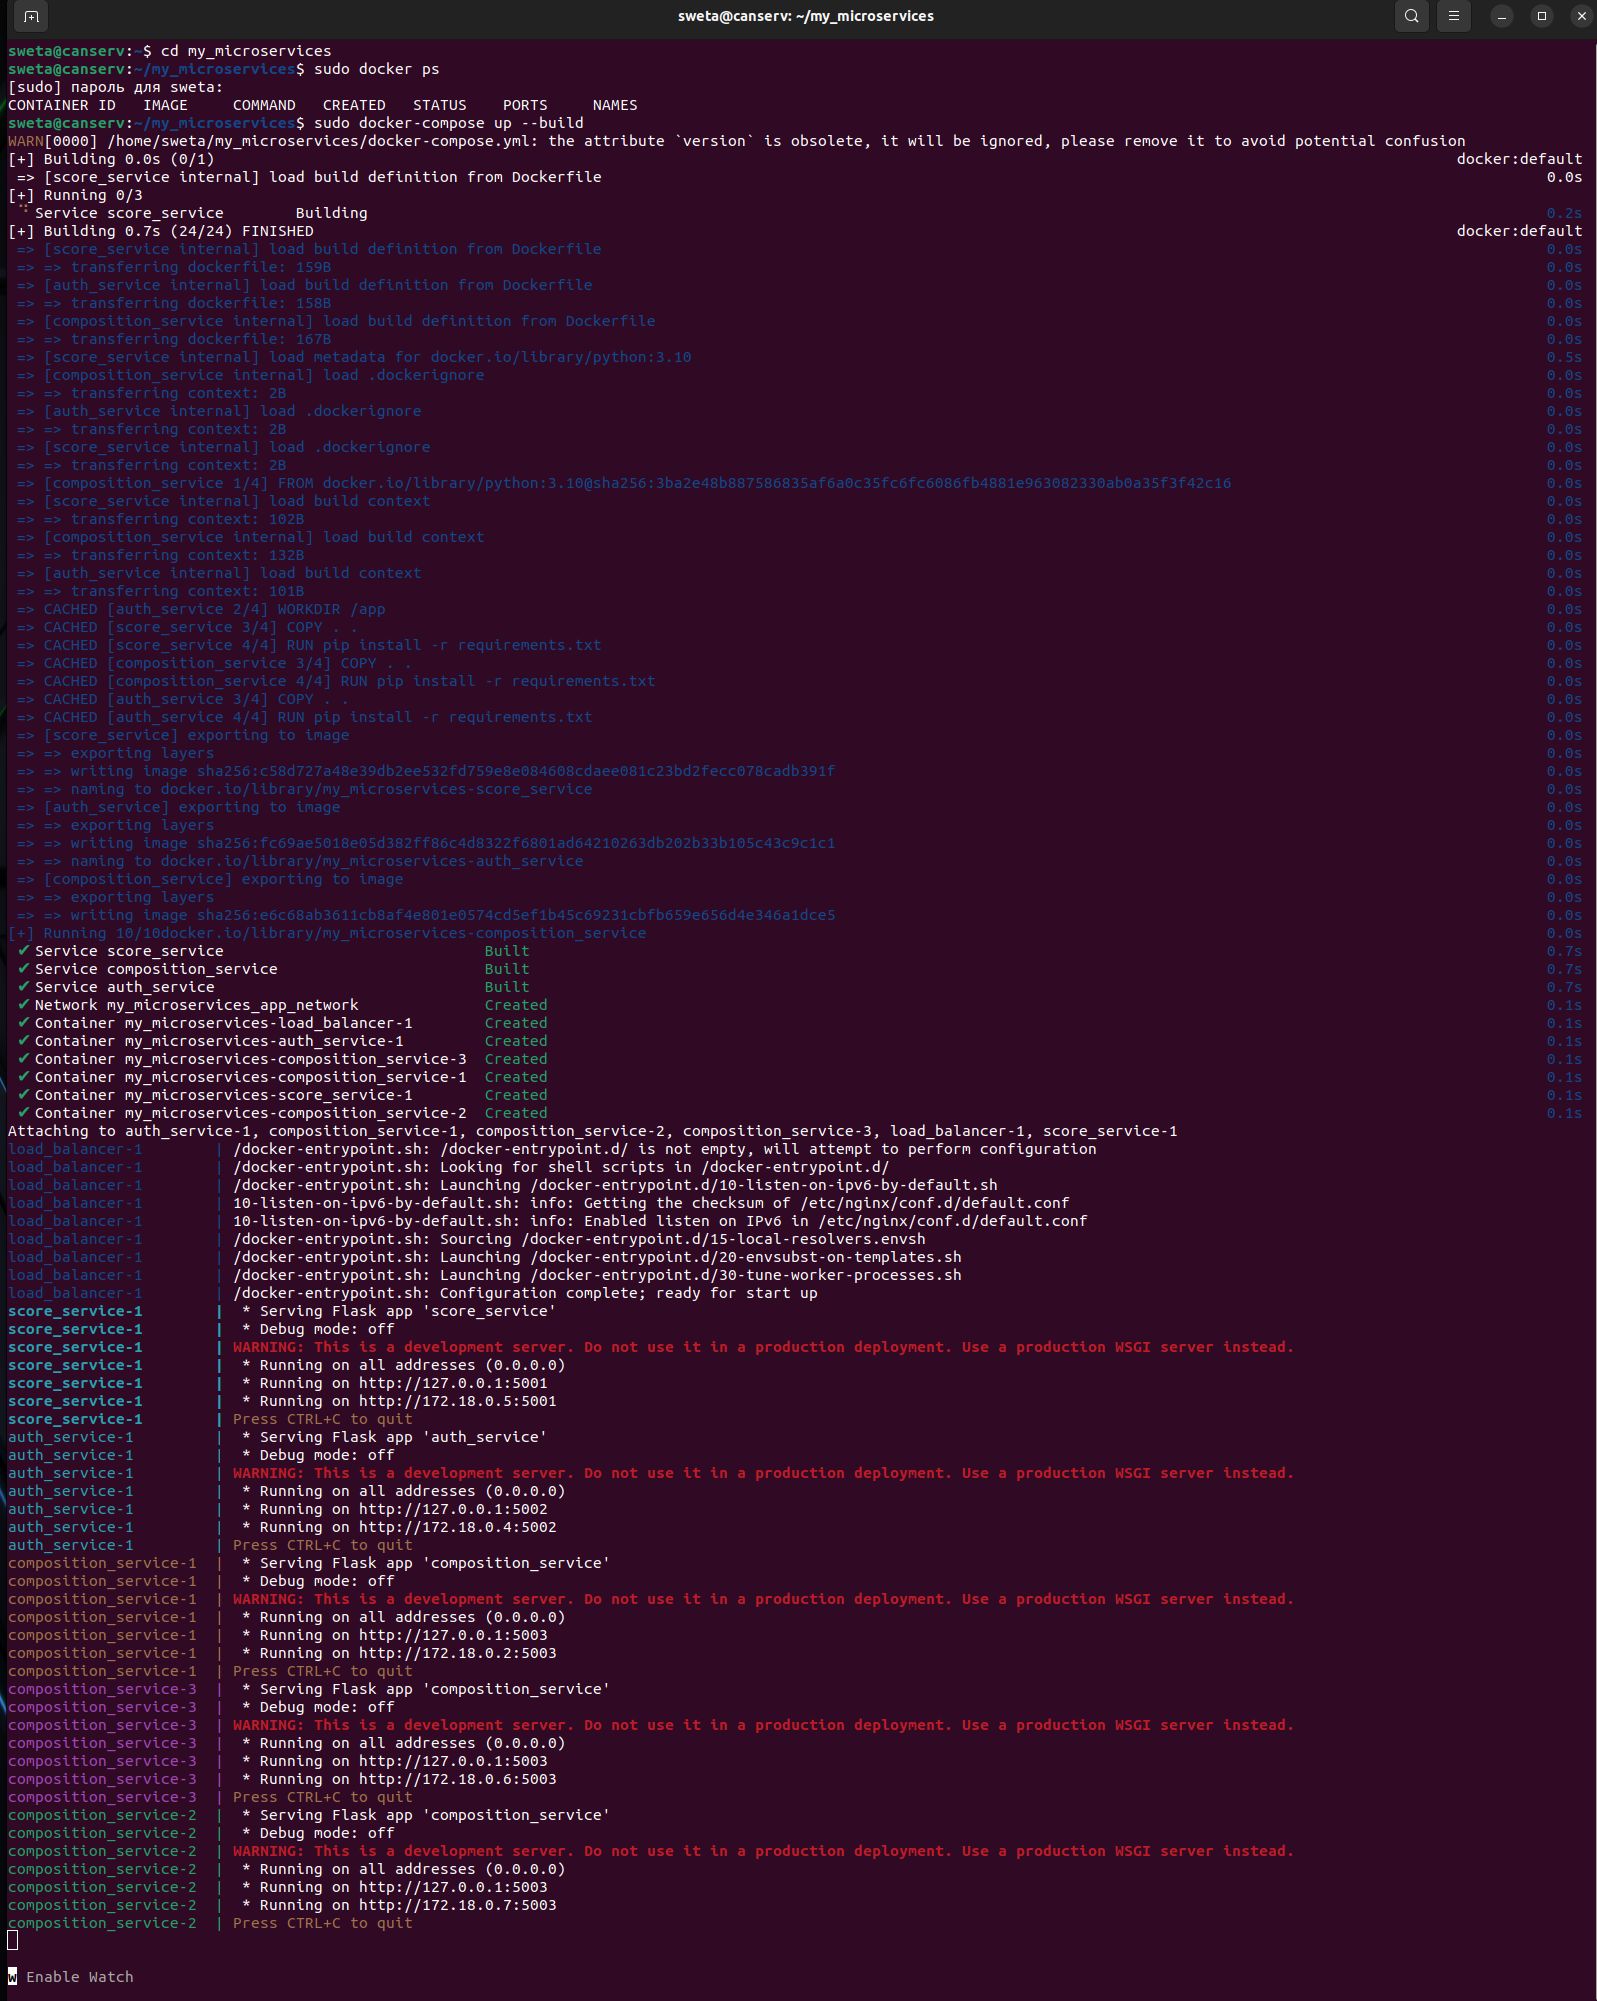 sweta@canserv: ~/my_microservices
sweta@canserv:~$ cd my_microservices
sweta@canserv:~/my_microservices$ sudo docker ps
[sudo] пароль для sweta:
CONTAINER ID   IMAGE     COMMAND   CREATED   STATUS    PORTS     NAMES
sweta@canserv:~/my_microservices$ sudo docker-compose up --build
WARN[0000] /home/sweta/my_microservices/docker-compose.yml: the attribute `version` is obsolete, it will be ignored, please remove it to avoid potential confusion
[+] Building 0.0s (0/1) docker:default
=> [score_service internal] load build definition from Dockerfile 0.0s
[+] Running 0/3
Service score_service Building 0.2s
[+] Building 0.7s (24/24) FINISHED docker:default
=> [score_service internal] load build definition from Dockerfile 0.0s
=> => transferring dockerfile: 159B 0.0s
=> [auth_service internal] load build definition from Dockerfile 0.0s
=> => transferring dockerfile: 158B 0.0s
=> [composition_service internal] load build definition from Dockerfile 0.0s
=> => transferring dockerfile: 167B 0.0s
=> [score_service internal] load metadata for docker.io/library/python:3.10 0.5s
=> [composition_service internal] load .dockerignore 0.0s
=> => transferring context: 2B 0.0s
=> [auth_service internal] load .dockerignore 0.0s
=> => transferring context: 2B 0.0s
=> [score_service internal] load .dockerignore 0.0s
=> => transferring context: 2B 0.0s
=> [composition_service 1/4] FROM docker.io/library/python:3.10@sha256:3ba2e48b887586835af6a0c35fc6fc6086fb4881e963082330ab0a35f3f42c16 0.0s
=> [score_service internal] load build context 0.0s
=> => transferring context: 102B 0.0s
=> [composition_service internal] load build context 0.0s
=> => transferring context: 132B 0.0s
=> [auth_service internal] load build context 0.0s
=> => transferring context: 101B 0.0s
=> CACHED [auth_service 2/4] WORKDIR /app 0.0s
=> CACHED [score_service 3/4] COPY . . 0.0s
=> CACHED [score_service 4/4] RUN pip install -r requirements.txt 0.0s
=> CACHED [composition_service 3/4] COPY . . 0.0s
=> CACHED [composition_service 4/4] RUN pip install -r requirements.txt 0.0s
=> CACHED [auth_service 3/4] COPY . . 0.0s
=> CACHED [auth_service 4/4] RUN pip install -r requirements.txt 0.0s
=> [score_service] exporting to image 0.0s
=> => exporting layers 0.0s
=> => writing image sha256:c58d727a48e39db2ee532fd759e8e084608cdaee081c23bd2fecc078cadb391f 0.0s
=> => naming to docker.io/library/my_microservices-score_service 0.0s
=> [auth_service] exporting to image 0.0s
=> => exporting layers 0.0s
=> => writing image sha256:fc69ae5018e05d382ff86c4d8322f6801ad64210263db202b33b105c43c9c1c1 0.0s
=> => naming to docker.io/library/my_microservices-auth_service 0.0s
=> [composition_service] exporting to image 0.0s
=> => exporting layers 0.0s
=> => writing image sha256:e6c68ab3611cb8af4e801e0574cd5ef1b45c69231cbfb659e656d4e346a1dce5 0.0s
[+] Running 10/10docker.io/library/my_microservices-composition_service 0.0s
✔ Service score_service Built 0.7s
✔ Service composition_service Built 0.7s
✔ Service auth_service Built 0.7s
✔ Network my_microservices_app_network Created 0.1s
✔ Container my_microservices-load_balancer-1 Created 0.1s
✔ Container my_microservices-auth_service-1 Created 0.1s
✔ Container my_microservices-composition_service-3 Created 0.1s
✔ Container my_microservices-composition_service-1 Created 0.1s
✔ Container my_microservices-score_service-1 Created 0.1s
✔ Container my_microservices-composition_service-2 Created 0.1s
Attaching to auth_service-1, composition_service-1, composition_service-2, composition_service-3, load_balancer-1, score_service-1
load_balancer-1 | /docker-entrypoint.sh: /docker-entrypoint.d/ is not empty, will attempt to perform configuration
load_balancer-1 | /docker-entrypoint.sh: Looking for shell scripts in /docker-entrypoint.d/
load_balancer-1 | /docker-entrypoint.sh: Launching /docker-entrypoint.d/10-listen-on-ipv6-by-default.sh
load_balancer-1 | 10-listen-on-ipv6-by-default.sh: info: Getting the checksum of /etc/nginx/conf.d/default.conf
load_balancer-1 | 10-listen-on-ipv6-by-default.sh: info: Enabled listen on IPv6 in /etc/nginx/conf.d/default.conf
load_balancer-1 | /docker-entrypoint.sh: Sourcing /docker-entrypoint.d/15-local-resolvers.envsh
load_balancer-1 | /docker-entrypoint.sh: Launching /docker-entrypoint.d/20-envsubst-on-templates.sh
load_balancer-1 | /docker-entrypoint.sh: Launching /docker-entrypoint.d/30-tune-worker-processes.sh
load_balancer-1 | /docker-entrypoint.sh: Configuration complete; ready for start up
score_service-1 |  * Serving Flask app 'score_service'
score_service-1 |  * Debug mode: off
score_service-1 | WARNING: This is a development server. Do not use it in a production deployment. Use a production WSGI server instead.
score_service-1 |  * Running on all addresses (0.0.0.0)
score_service-1 |  * Running on http://127.0.0.1:5001
score_service-1 |  * Running on http://172.18.0.5:5001
score_service-1 | Press CTRL+C to quit
auth_service-1 |  * Serving Flask app 'auth_service'
auth_service-1 |  * Debug mode: off
auth_service-1 | WARNING: This is a development server. Do not use it in a production deployment. Use a production WSGI server instead.
auth_service-1 |  * Running on all addresses (0.0.0.0)
auth_service-1 |  * Running on http://127.0.0.1:5002
auth_service-1 |  * Running on http://172.18.0.4:5002
auth_service-1 | Press CTRL+C to quit
composition_service-1 |  * Serving Flask app 'composition_service'
composition_service-1 |  * Debug mode: off
composition_service-1 | WARNING: This is a development server. Do not use it in a production deployment. Use a production WSGI server instead.
composition_service-1 |  * Running on all addresses (0.0.0.0)
composition_service-1 |  * Running on http://127.0.0.1:5003
composition_service-1 |  * Running on http://172.18.0.2:5003
composition_service-1 | Press CTRL+C to quit
composition_service-3 |  * Serving Flask app 'composition_service'
composition_service-3 |  * Debug mode: off
composition_service-3 | WARNING: This is a development server. Do not use it in a production deployment. Use a production WSGI server instead.
composition_service-3 |  * Running on all addresses (0.0.0.0)
composition_service-3 |  * Running on http://127.0.0.1:5003
composition_service-3 |  * Running on http://172.18.0.6:5003
composition_service-3 | Press CTRL+C to quit
composition_service-2 |  * Serving Flask app 'composition_service'
composition_service-2 |  * Debug mode: off
composition_service-2 | WARNING: This is a development server. Do not use it in a production deployment. Use a production WSGI server instead.
composition_service-2 |  * Running on all addresses (0.0.0.0)
composition_service-2 |  * Running on http://127.0.0.1:5003
composition_service-2 |  * Running on http://172.18.0.7:5003
composition_service-2 | Press CTRL+C to quit
w Enable Watch